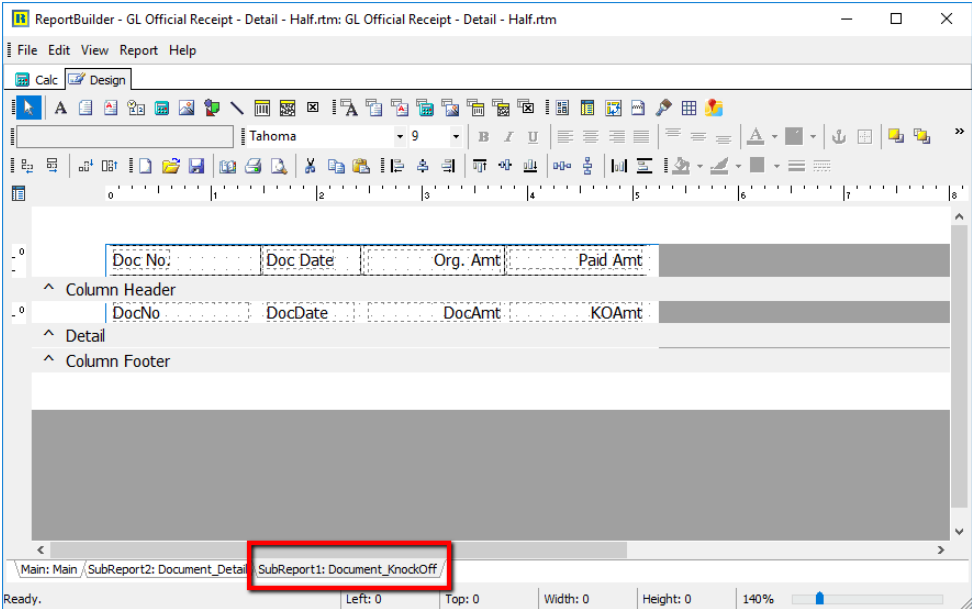 ReportBuilder - GL Official Receipt - Detail - Half.rtm: GL Official Receipt - Detail - Half.rtm
File Edit View Report Help
Calc Design
Tahoma 9 B I U
0 1 2 3 4 5 6 7 8
0 Doc No. Doc Date Org. Amt Paid Amt
^ Column Header
0 DocNo DocDate DocAmt KOAmt
^ Detail
^ Column Footer
Main: Main SubReport2: Document_Detail SubReport1: Document_KnockOff
Ready. Left: 0 Top: 0 Width: 0 Height: 0 140%